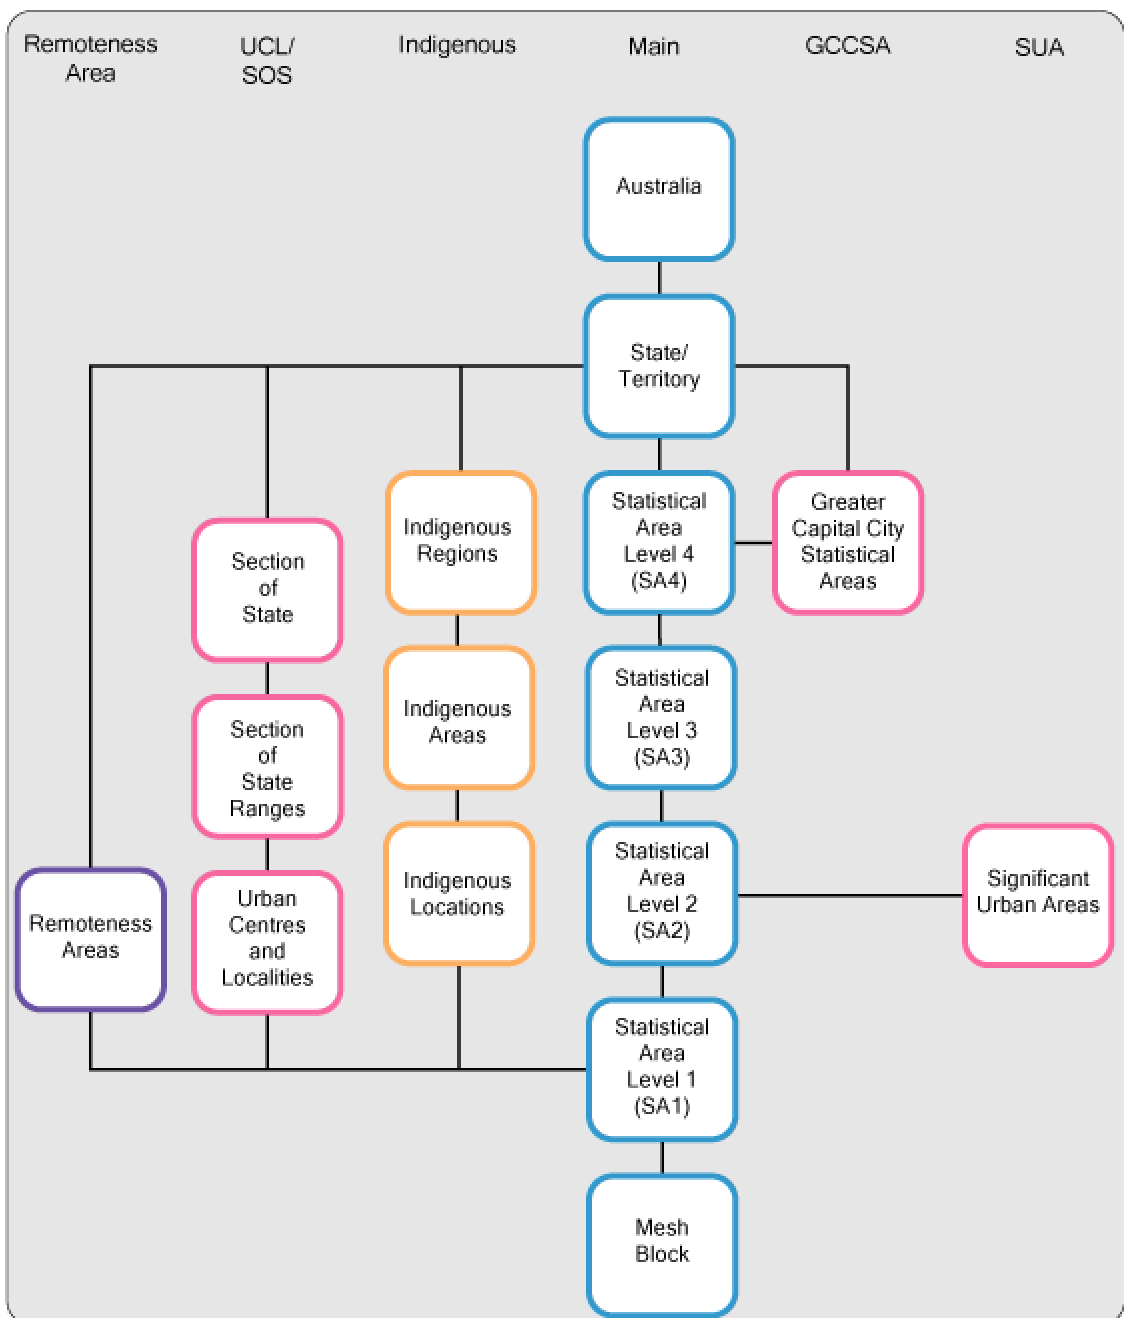 Remoteness
Area
UCL/
SOS
Indigenous
Main
GCCSA
SUA
Australia
State/
Territory
Indigenous
Regions
Statistical
Area
Level 4
(SA4)
Greater
Capital City
Statistical
Areas
Section
of
State
Indigenous
Areas
Statistical
Area
Level 3
(SA3)
Section
of
State
Ranges
Indigenous
Locations
Statistical
Area
Level 2
(SA2)
Significant
Urban Areas
Remoteness
Areas
Urban
Centres
and
Localities
Statistical
Area
Level 1
(SA1)
Mesh
Block